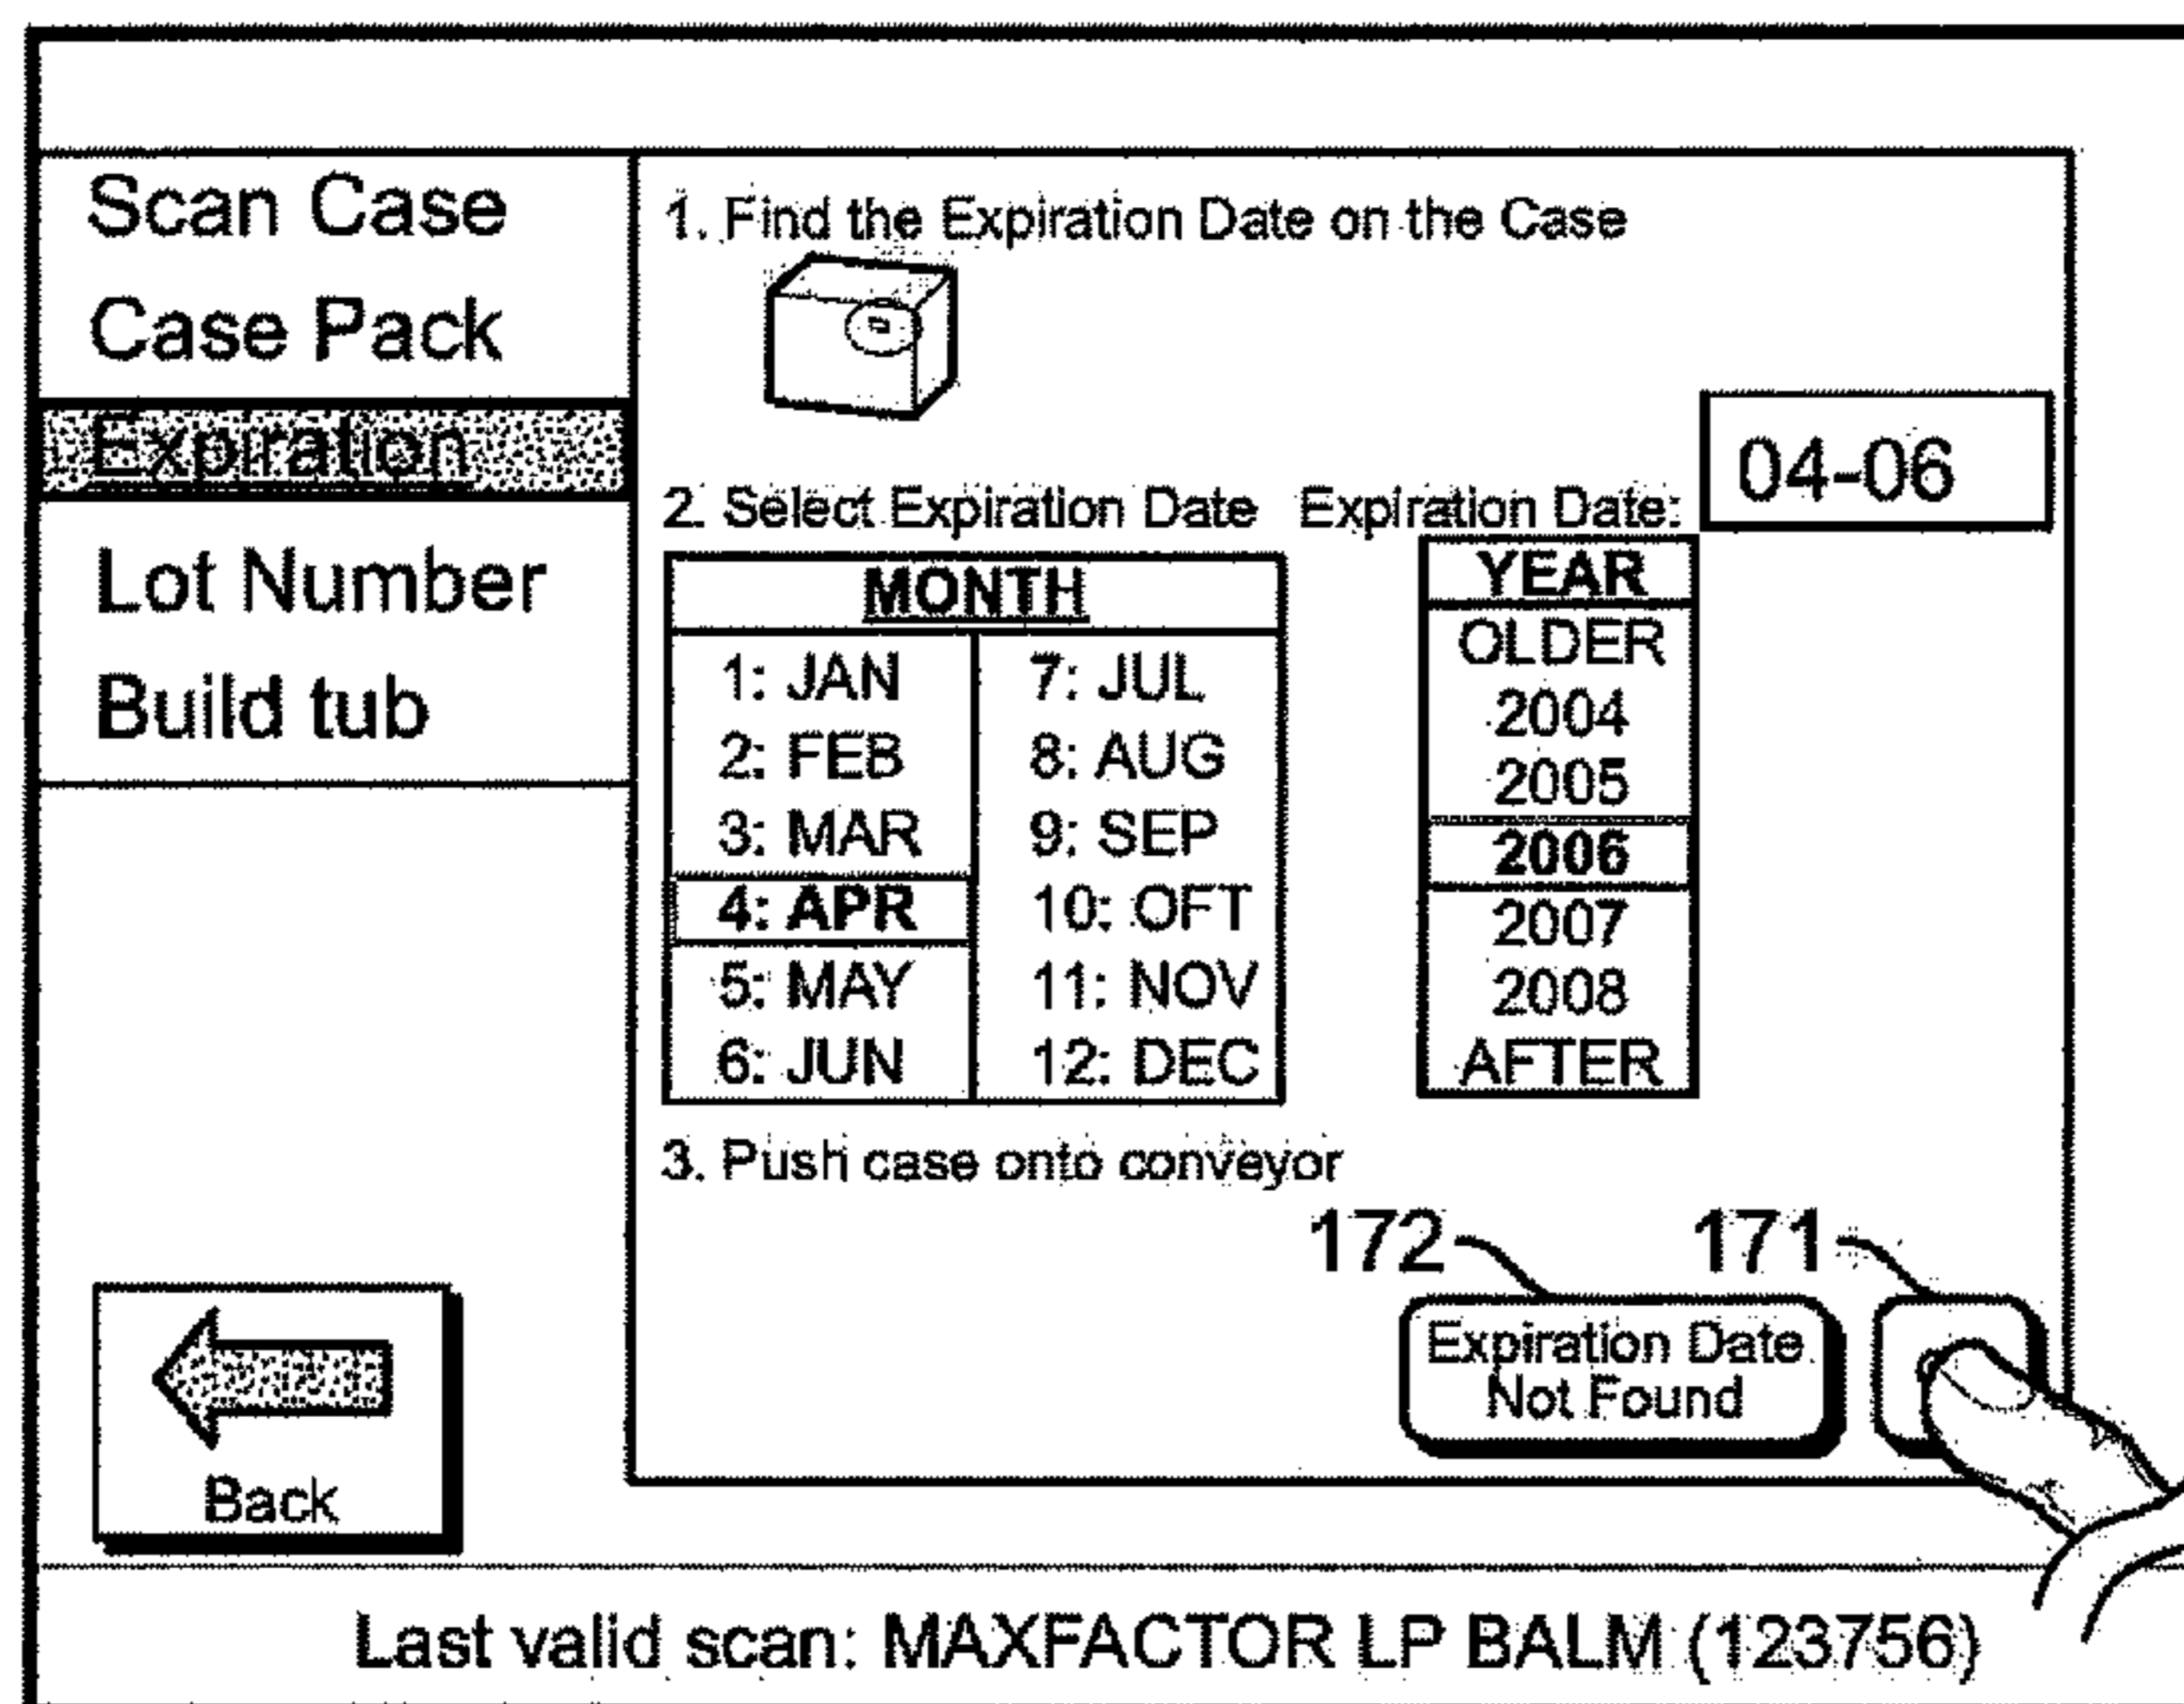 Scan Case
Case Pack
Expiration
Lot Number
Build tub
Back
1. Find the Expiration Date on the Case
2. Select Expiration Date Expiration Date: 04-06
MONTH
1: JAN 7: JUL
2: FEB 8: AUG
3: MAR 9: SEP
4: APR 10: OFT
5: MAY 11: NOV
6: JUN 12: DEC
YEAR
OLDER
2004
2005
2006
2007
2008
AFTER
3. Push case onto conveyor
172 171
Expiration Date
Not Found
Last valid scan: MAXFACTOR LP BALM (123756)